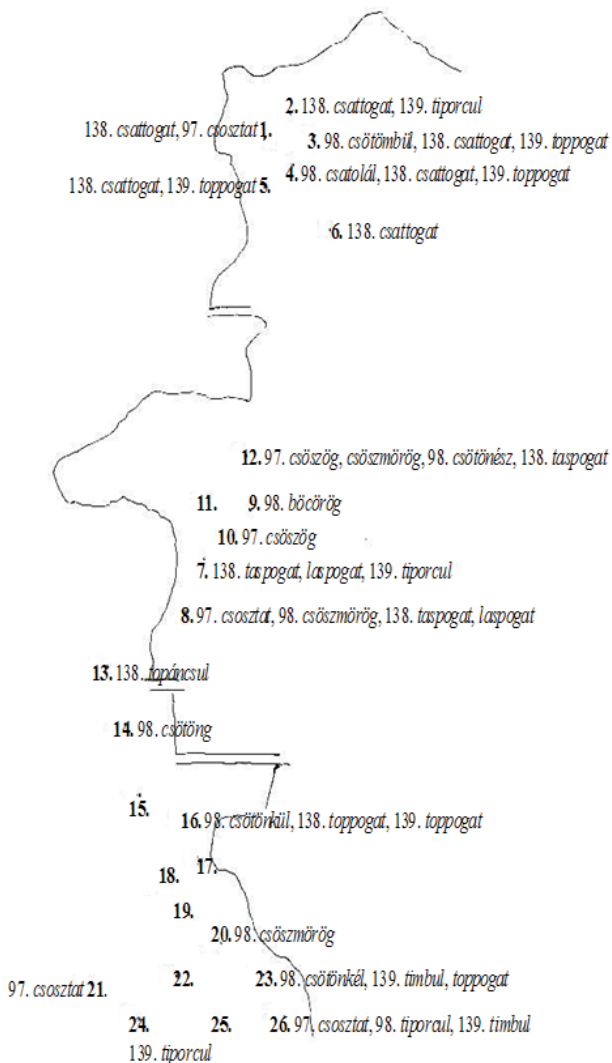 2. 138. csattogat, 139. tiporcul
138. csattogat, 97. csosztat 1.
3. 98. csötömbül, 138. csattogat, 139. toppogat
4. 98. csatolál, 138. csattogat, 139. toppogat
138. csattogat, 139. toppogat 5.
6. 138. csattogat
12. 97. csöszög, csöszmörög, 98. csötönész, 138. taspogat
11. 9. 98. böcörög
10. 97. csöszög
7. 138. taspogat, laspogat, 139. tiporcul
8. 97. csosztat, 98. csöszmörög, 138. taspogat, laspogat
13. 138. topáncsul
14. 98. csötöng
15.
16. 98. csötönkül, 138. toppogat, 139. toppogat
17.
18.
19.
20. 98. csöszmörög
22. 23. 98. csötönkél, 139. timbul, toppogat
97. csosztat 21.
24. 25. 26. 97. csosztat, 98. tiporcul, 139. timbul
139. tiporcul